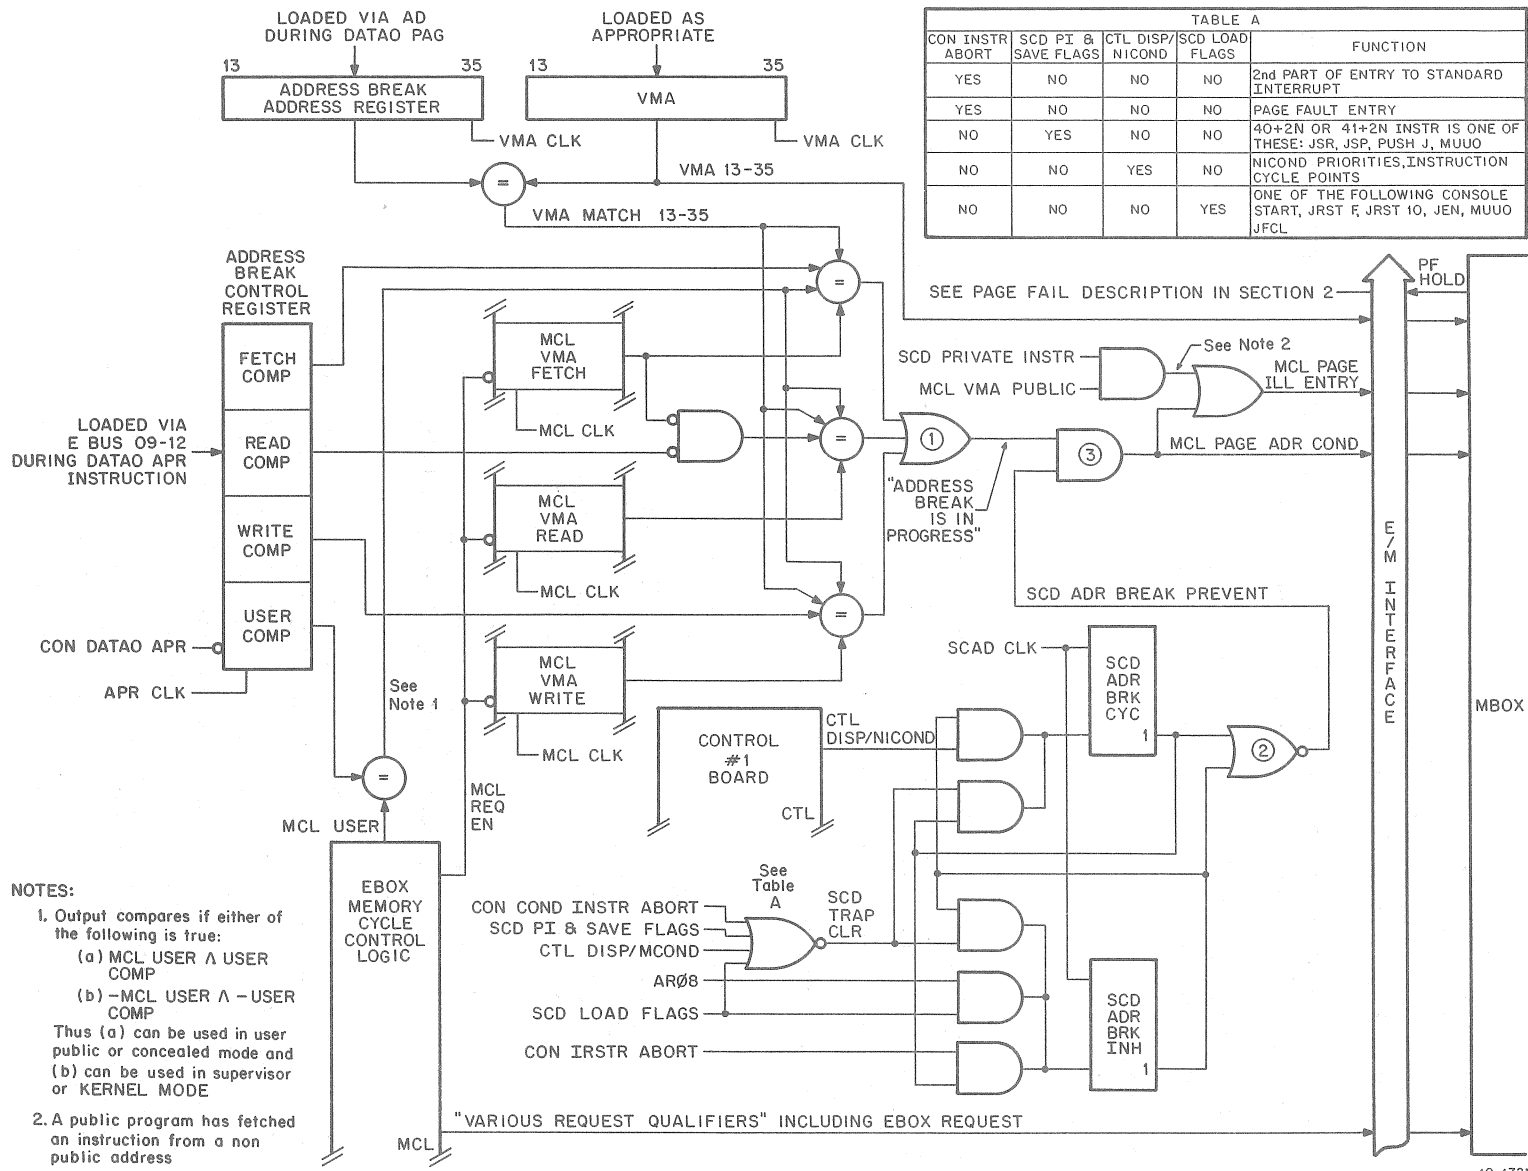 LOADED VIA AD
DURING DATAO PAG
LOADED AS
APPROPRIATE
13
35
13
35
ADDRESS BREAK
ADDRESS REGISTER
VMA
VMA CLK
VMA CLK
=
VMA 13-35
VMA MATCH 13-35
TABLE A
CON INSTR ABORT
SCD PI & SAVE FLAGS
CTL DISP/ NICOND
SCD LOAD FLAGS
FUNCTION
YES NO NO NO 2nd PART OF ENTRY TO STANDARD
INTERRUPT
YES NO NO NO PAGE FAULT ENTRY
NO YES NO NO 40+2N OR 41+2N INSTR IS ONE OF
THESE: JSR, JSP, PUSH J, MUUO
NO NO YES NO NICOND PRIORITIES,INSTRUCTION
CYCLE POINTS
NO NO NO YES ONE OF THE FOLLOWING CONSOLE
START, JRST F, JRST 10, JEN, MUUO
JFCL
ADDRESS
BREAK
CONTROL
REGISTER
FETCH
COMP
READ
COMP
WRITE
COMP
USER
COMP
LOADED VIA
E BUS 09-12
DURING DATAO APR
INSTRUCTION
CON DATAO APR
APR CLK
See
Note 1
=
MCL USER
MCL
REQ
EN
MCL
VMA
FETCH
MCL CLK
MCL
VMA
READ
MCL CLK
MCL
VMA
WRITE
MCL CLK
=
=
=
1
"ADDRESS
BREAK
IS IN
PROGRESS"
3
SEE PAGE FAIL DESCRIPTION IN SECTION 2
PF
HOLD
SCD PRIVATE INSTR
MCL VMA PUBLIC
See Note 2
MCL PAGE
ILL ENTRY
MCL PAGE ADR COND
E/M INTERFACE
MBOX
SCD ADR BREAK PREVENT
SCAD CLK
SCD
ADR
BRK
CYC
1
2
CONTROL
#1
BOARD
CTL
CTL
DISP/NICOND
See
Table
A
SCD
TRAP
CLR
CON COND INSTR ABORT
SCD PI & SAVE FLAGS
CTL DISP/MCOND
ARØ8
SCD LOAD FLAGS
CON IRSTR ABORT
SCD
ADR
BRK
INH
1
EBOX
MEMORY
CYCLE
CONTROL
LOGIC
MCL
"VARIOUS REQUEST QUALIFIERS" INCLUDING EBOX REQUEST
NOTES:
1. Output compares if either of
the following is true:
(a) MCL USER Λ USER
COMP
(b) -MCL USER Λ -USER
COMP
Thus (a) can be used in user
public or concealed mode and
(b) can be used in supervisor
or KERNEL MODE
2. A public program has fetched
an instruction from a non
public address